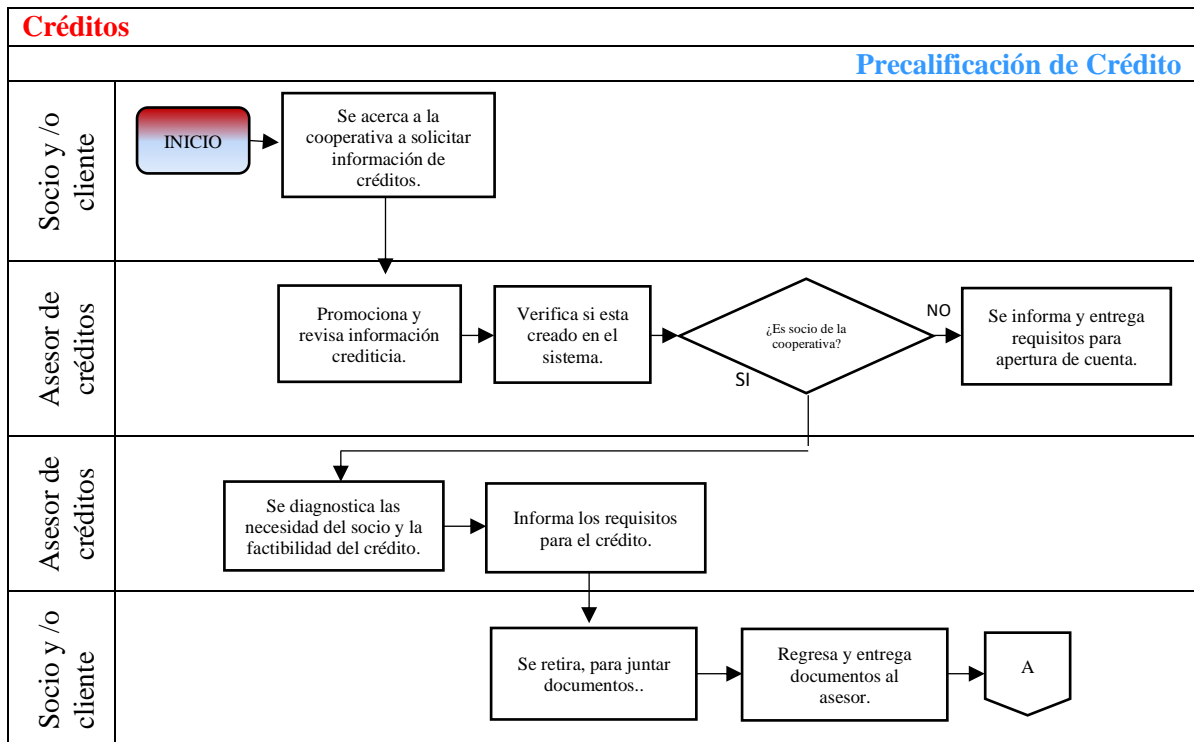 Créditos
Precalificación de Crédito
Socio y /o
cliente
INICIO
Se acerca a la
cooperativa a solicitar
información de
créditos.
Asesor de
créditos
Promociona y
revisa información
crediticia.
Verifica si esta
creado en el
sistema.
¿Es socio de la
cooperativa?
NO
SI
Se informa y entrega
requisitos para
apertura de cuenta.
Asesor de
créditos
Se diagnostica las
necesidad del socio y la
factibilidad del crédito.
Informa los requisitos
para el crédito.
Socio y /o
cliente
Se retira, para juntar
documentos..
Regresa y entrega
documentos al
asesor.
A